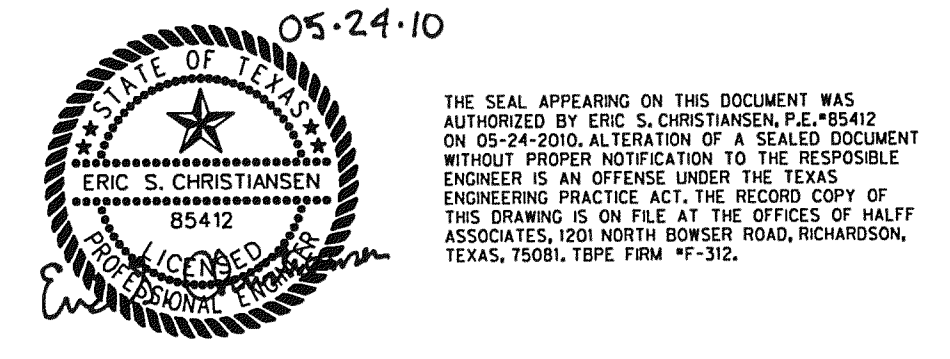 05·24·10
STATE OF TEXAS
ERIC S. CHRISTIANSEN
85412
LICENSED
PROFESSIONAL ENGINEER
THE SEAL APPEARING ON THIS DOCUMENT WAS
AUTHORIZED BY ERIC S. CHRISTIANSEN, P.E.#85412
ON 05-24-2010. ALTERATION OF A SEALED DOCUMENT
WITHOUT PROPER NOTIFICATION TO THE RESPOSIBLE
ENGINEER IS AN OFFENSE UNDER THE TEXAS
ENGINEERING PRACTICE ACT. THE RECORD COPY OF
THIS DRAWING IS ON FILE AT THE OFFICES OF HALFF
ASSOCIATES, 1201 NORTH BOWSER ROAD, RICHARDSON,
TEXAS, 75081. TBPE FIRM #F-312.